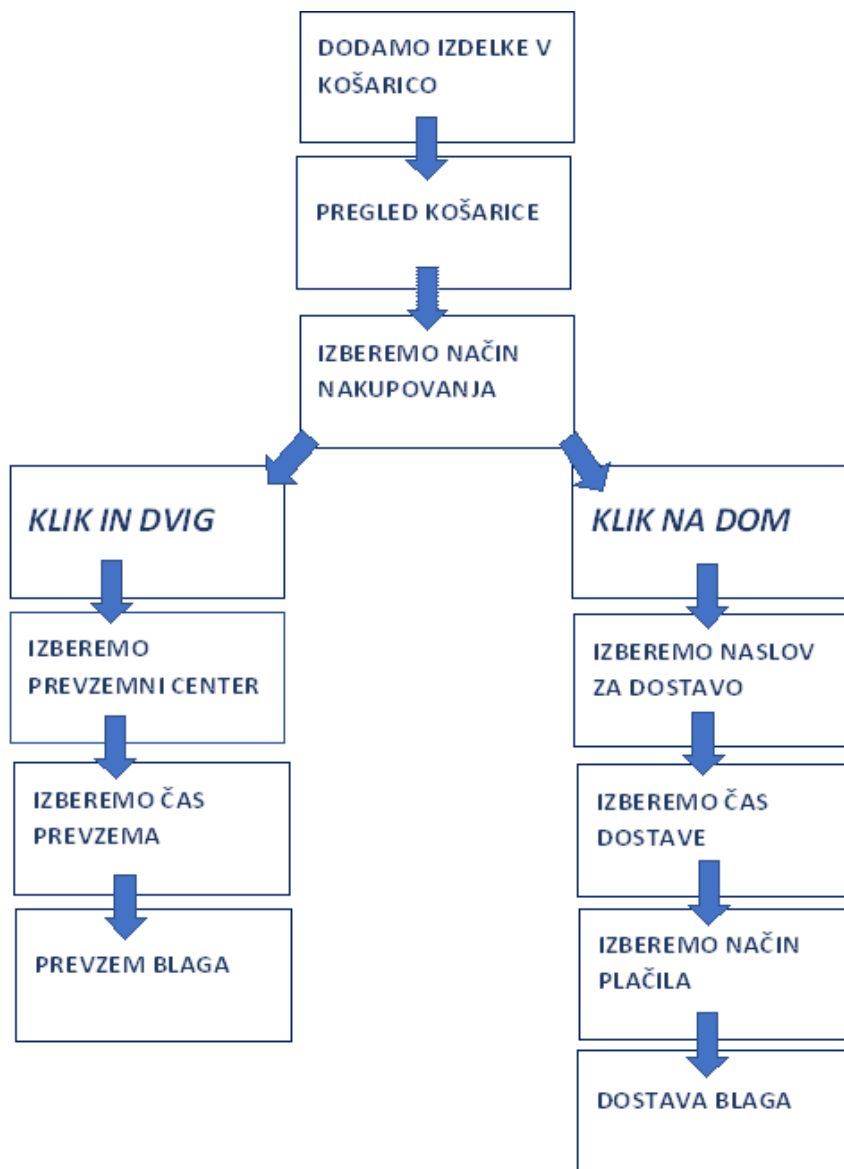 DODAMO IZDELKE V
KOŠARICO
PREGLED KOŠARICE
IZBEREMO NAČIN
NAKUPOVANJA
KLIK IN DVIG
IZBEREMO
PREVZEMNI CENTER
IZBEREMO ČAS
PREVZEMA
PREVZEM BLAGA
KLIK NA DOM
IZBEREMO NASLOV
ZA DOSTAVO
IZBEREMO ČAS
DOSTAVE
IZBEREMO NAČIN
PLAČILA
DOSTAVA BLAGA